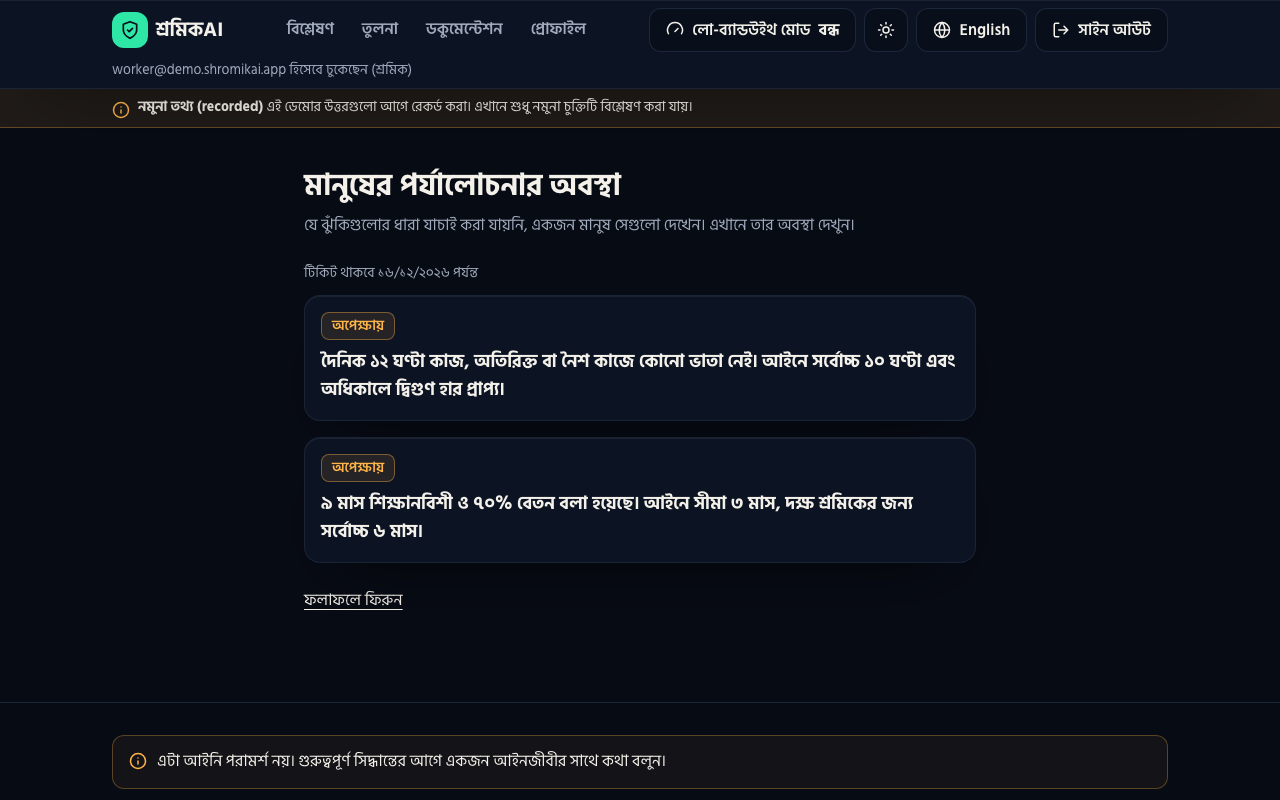 শ্রমিকAI
বিশ্লেষণ
তুলনা
ডকুমেন্টেশন
প্রোফাইল
লো-ব্যান্ডউইথ মোড বন্ধ
English
সাইন আউট
worker@demo.shromikai.app হিসেবে ঢুকেছেন (শ্রমিক)
নমুনা তথ্য (recorded) এই ডেমোর উত্তরগুলো আগে রেকর্ড করা। এখানে শুধু নমুনা চুক্তিটি বিশ্লেষণ করা যায়।
মানুষের পর্যালোচনার অবস্থা
যে ঝুঁকিগুলোর ধারা যাচাই করা যায়নি, একজন মানুষ সেগুলো দেখেন। এখানে তার অবস্থা দেখুন।
টিকিট থাকবে ১৬/১২/২০২৬ পর্যন্ত
অপেক্ষায়
দৈনিক ১২ ঘণ্টা কাজ, অতিরিক্ত বা নৈশ কাজে কোনো ভাতা নেই। আইনে সর্বোচ্চ ১০ ঘণ্টা এবং
অধিকালে দ্বিগুণ হার প্রাপ্য।
অপেক্ষায়
৯ মাস শিক্ষানবিশী ও ৭০% বেতন বলা হয়েছে। আইনে সীমা ৩ মাস, দক্ষ শ্রমিকের জন্য
সর্বোচ্চ ৬ মাস।
ফলাফলে ফিরুন
এটা আইনি পরামর্শ নয়। গুরুত্বপূর্ণ সিদ্ধান্তের আগে একজন আইনজীবীর সাথে কথা বলুন।